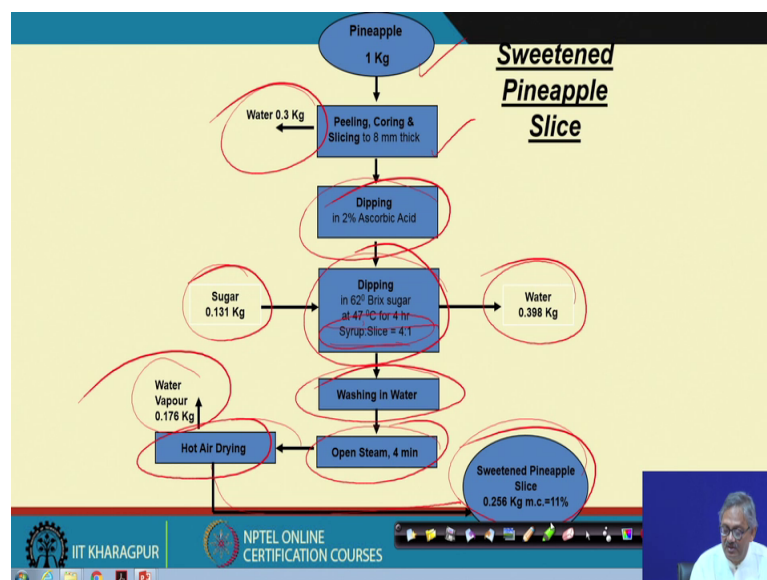 Pineapple
1 Kg
Sweetened
Pineapple
Slice
Water 0.3 Kg
Peeling, Coring &
Slicing to 8 mm thick
Dipping
in 2% Ascorbic Acid
Sugar
0.131 Kg
Dipping
in 62⁰ Brix sugar
at 47 ⁰C for 4 hr
Syrup:Slice = 4:1
Water
0.398 Kg
Washing in Water
Water
Vapour
0.176 Kg
Hot Air Drying
Open Steam, 4 min
Sweetened Pineapple
Slice
0.256 Kg m.c.=11%
IIT KHARAGPUR
NPTEL ONLINE
CERTIFICATION COURSES